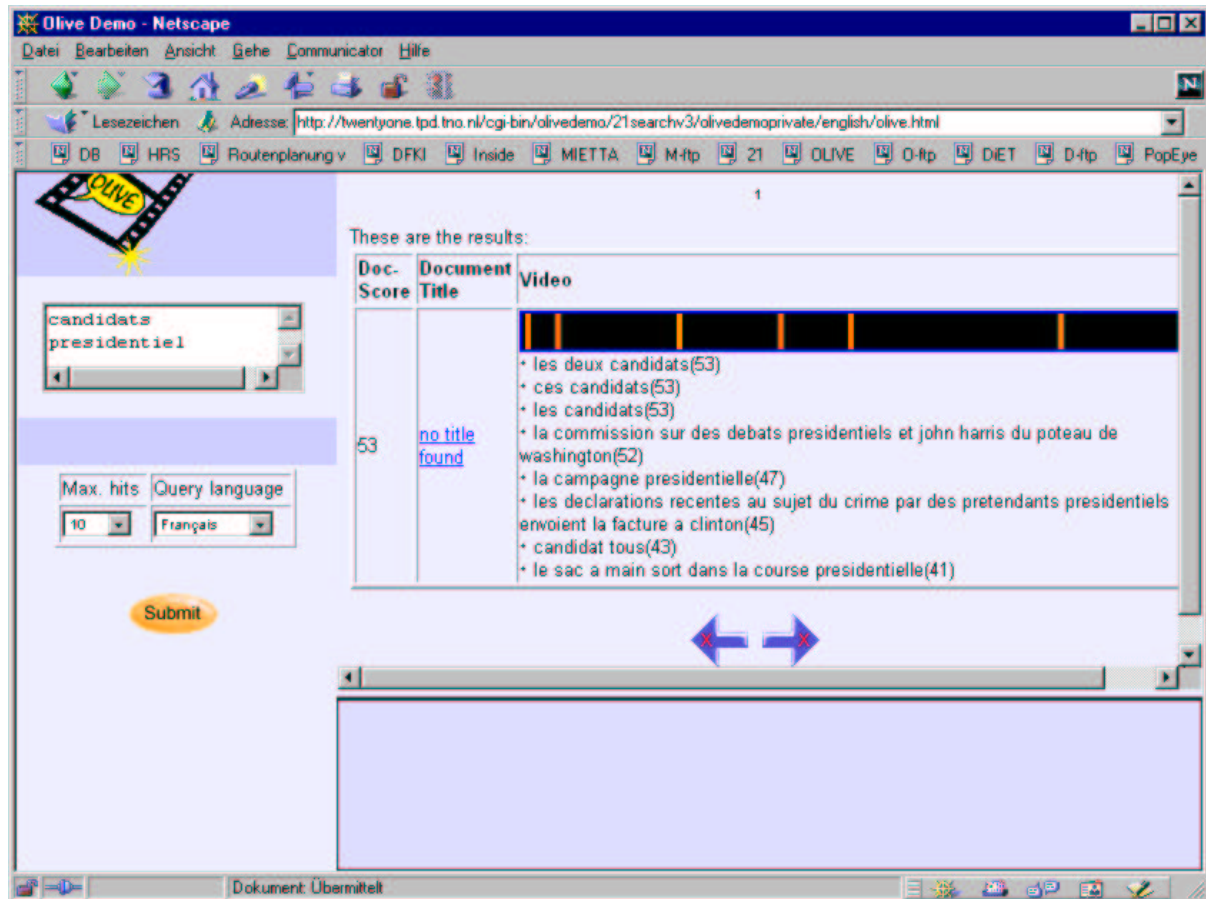 Olive Demo - Netscape
Datei Bearbeiten Ansicht Gehe Communicator Hilfe
N
Lesezeichen Adresse: http://twentyone.tpd.tno.nl/cgi-bin/olivedemo/21searchv3/olivedemoprivate/english/olive.html
DB HRS Routenplanung v DFKI Inside MIETTA M-ftp 21 OLIVE O-ftp DiET D-ftp PopEye
OLIVE
candidats
presidentiel
Max. hits Query language
10 Français
Submit
1
These are the results:
Doc-Score Document Title Video
53 no title found
• les deux candidats(53)
• ces candidats(53)
• les candidats(53)
• la commission sur des debats presidentiels et john harris du poteau de
washington(52)
• la campagne presidentielle(47)
• les declarations recentes au sujet du crime par des pretendants presidentiels
envoient la facture a clinton(45)
• candidat tous(43)
• le sac a main sort dans la course presidentielle(41)
Dokument: Übermittelt